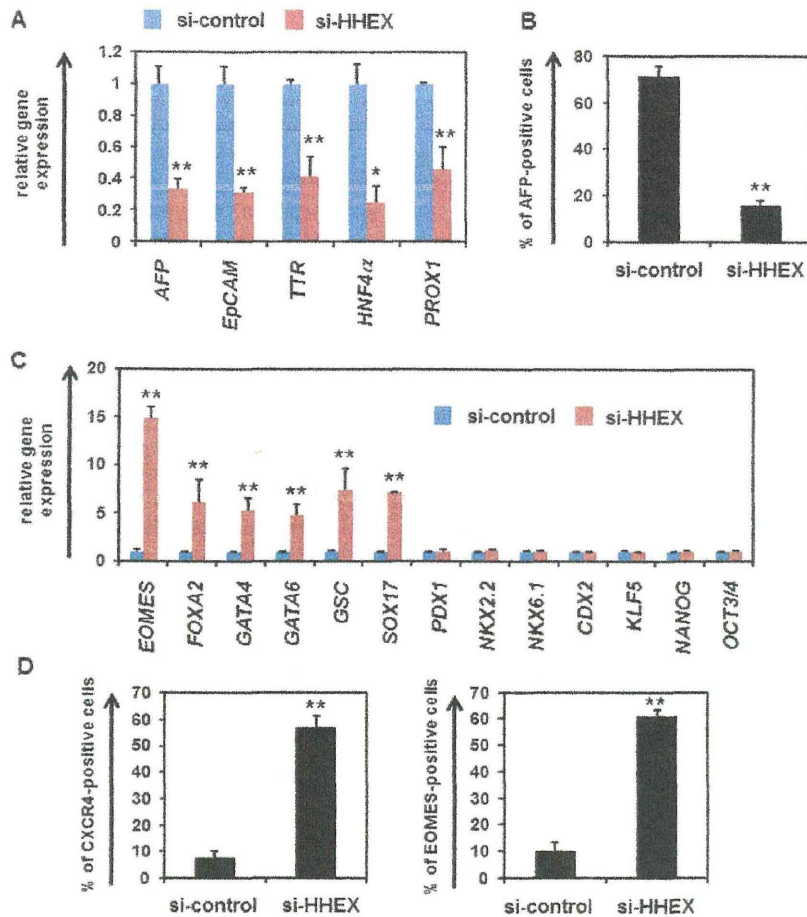 A
si-control si-HHEX
relative gene
expression
1.2
1
0.8
0.6
0.4
0.2
0
** ** ** * **
AFP
EpCAM
TTR
HNF4α
PROX1
B
% of AFP-positive cells
80
60
40
20
0
**
si-control si-HHEX
C
relative gene
expression
20
15
10
5
0
si-control si-HHEX
** ** ** ** ** **
EOMES
FOXA2
GATA4
GATA6
GSC
SOX17
PDX1
NKX2.2
NKX6.1
CDX2
KLF5
NANOG
OCT3/4
D
% of CXCR4-positive cells
70
60
50
40
30
20
10
0
**
si-control si-HHEX
% of EOMES-positive cells
70
60
50
40
30
20
10
0
**
si-control si-HHEX